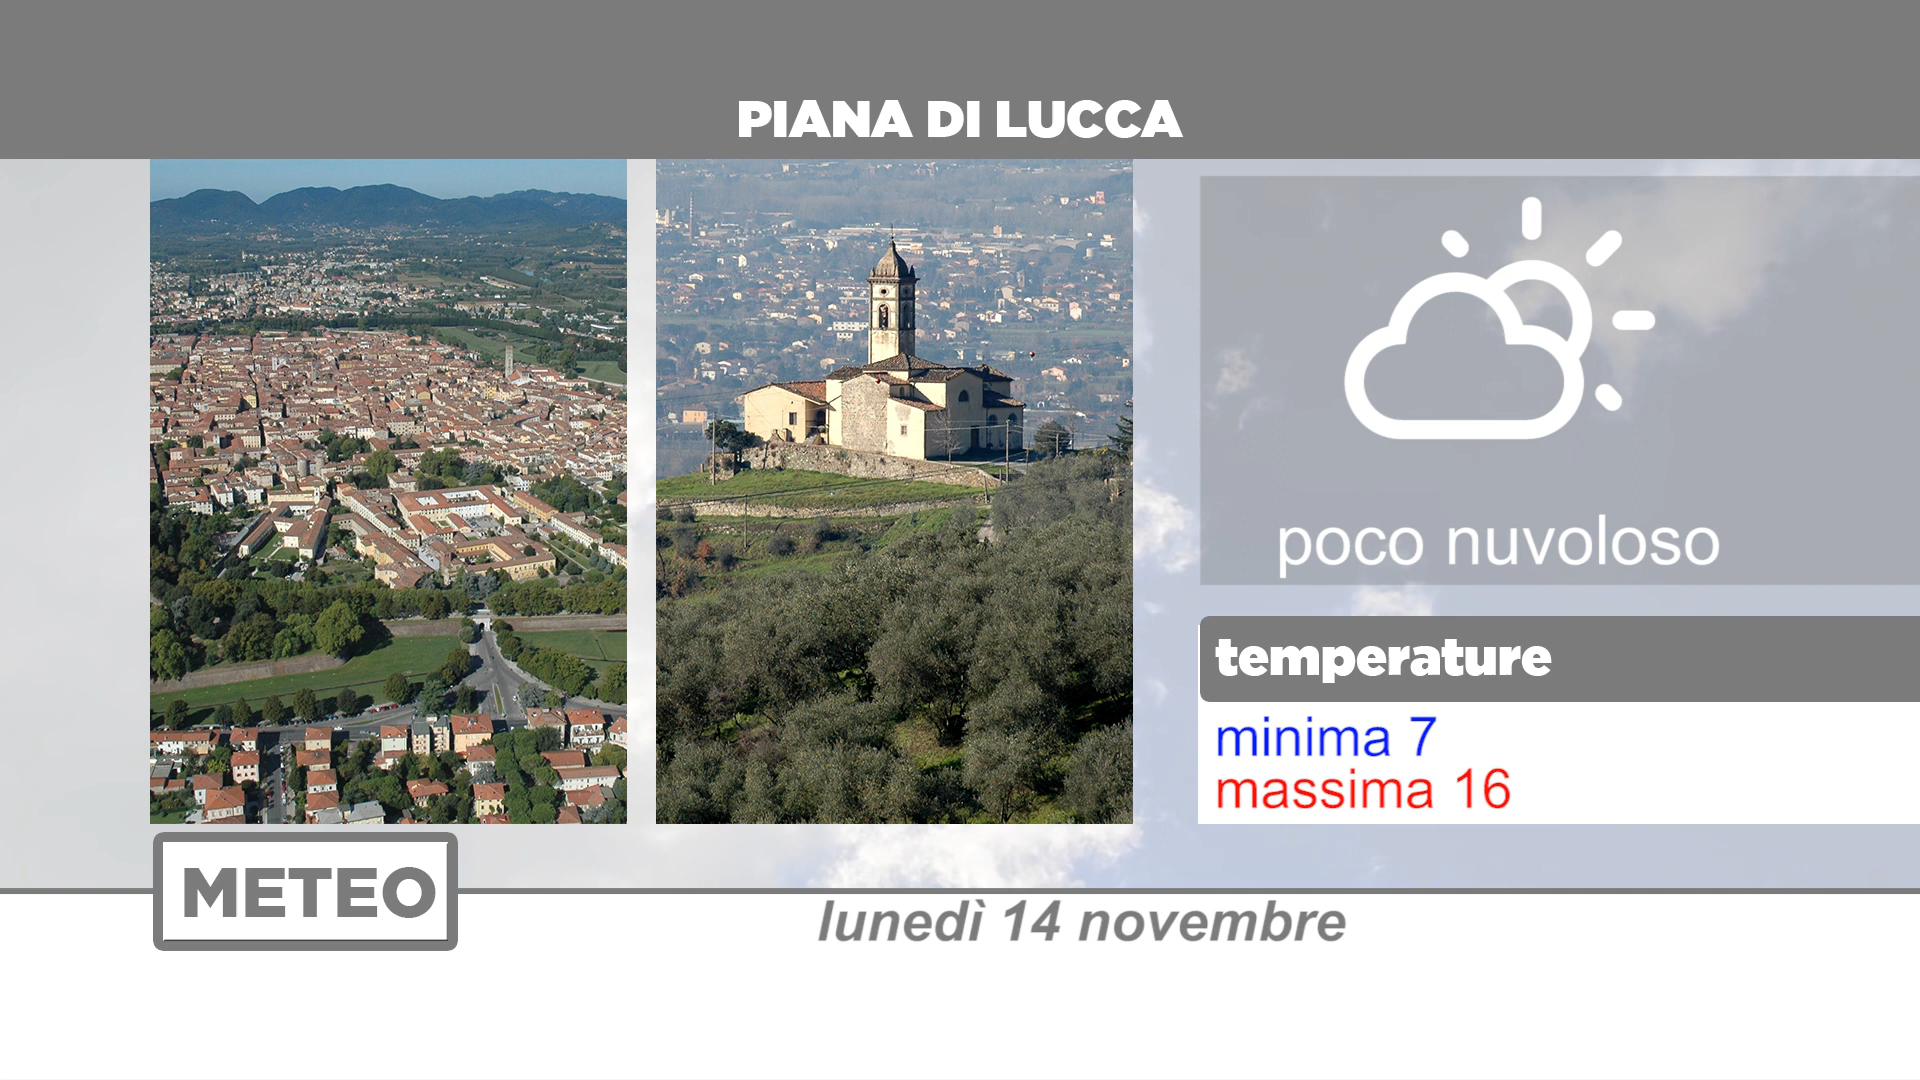 PIANA DI LUCCA
poco nuvoloso
temperature
minima 7
massima 16
METEO
lunedì 14 novembre